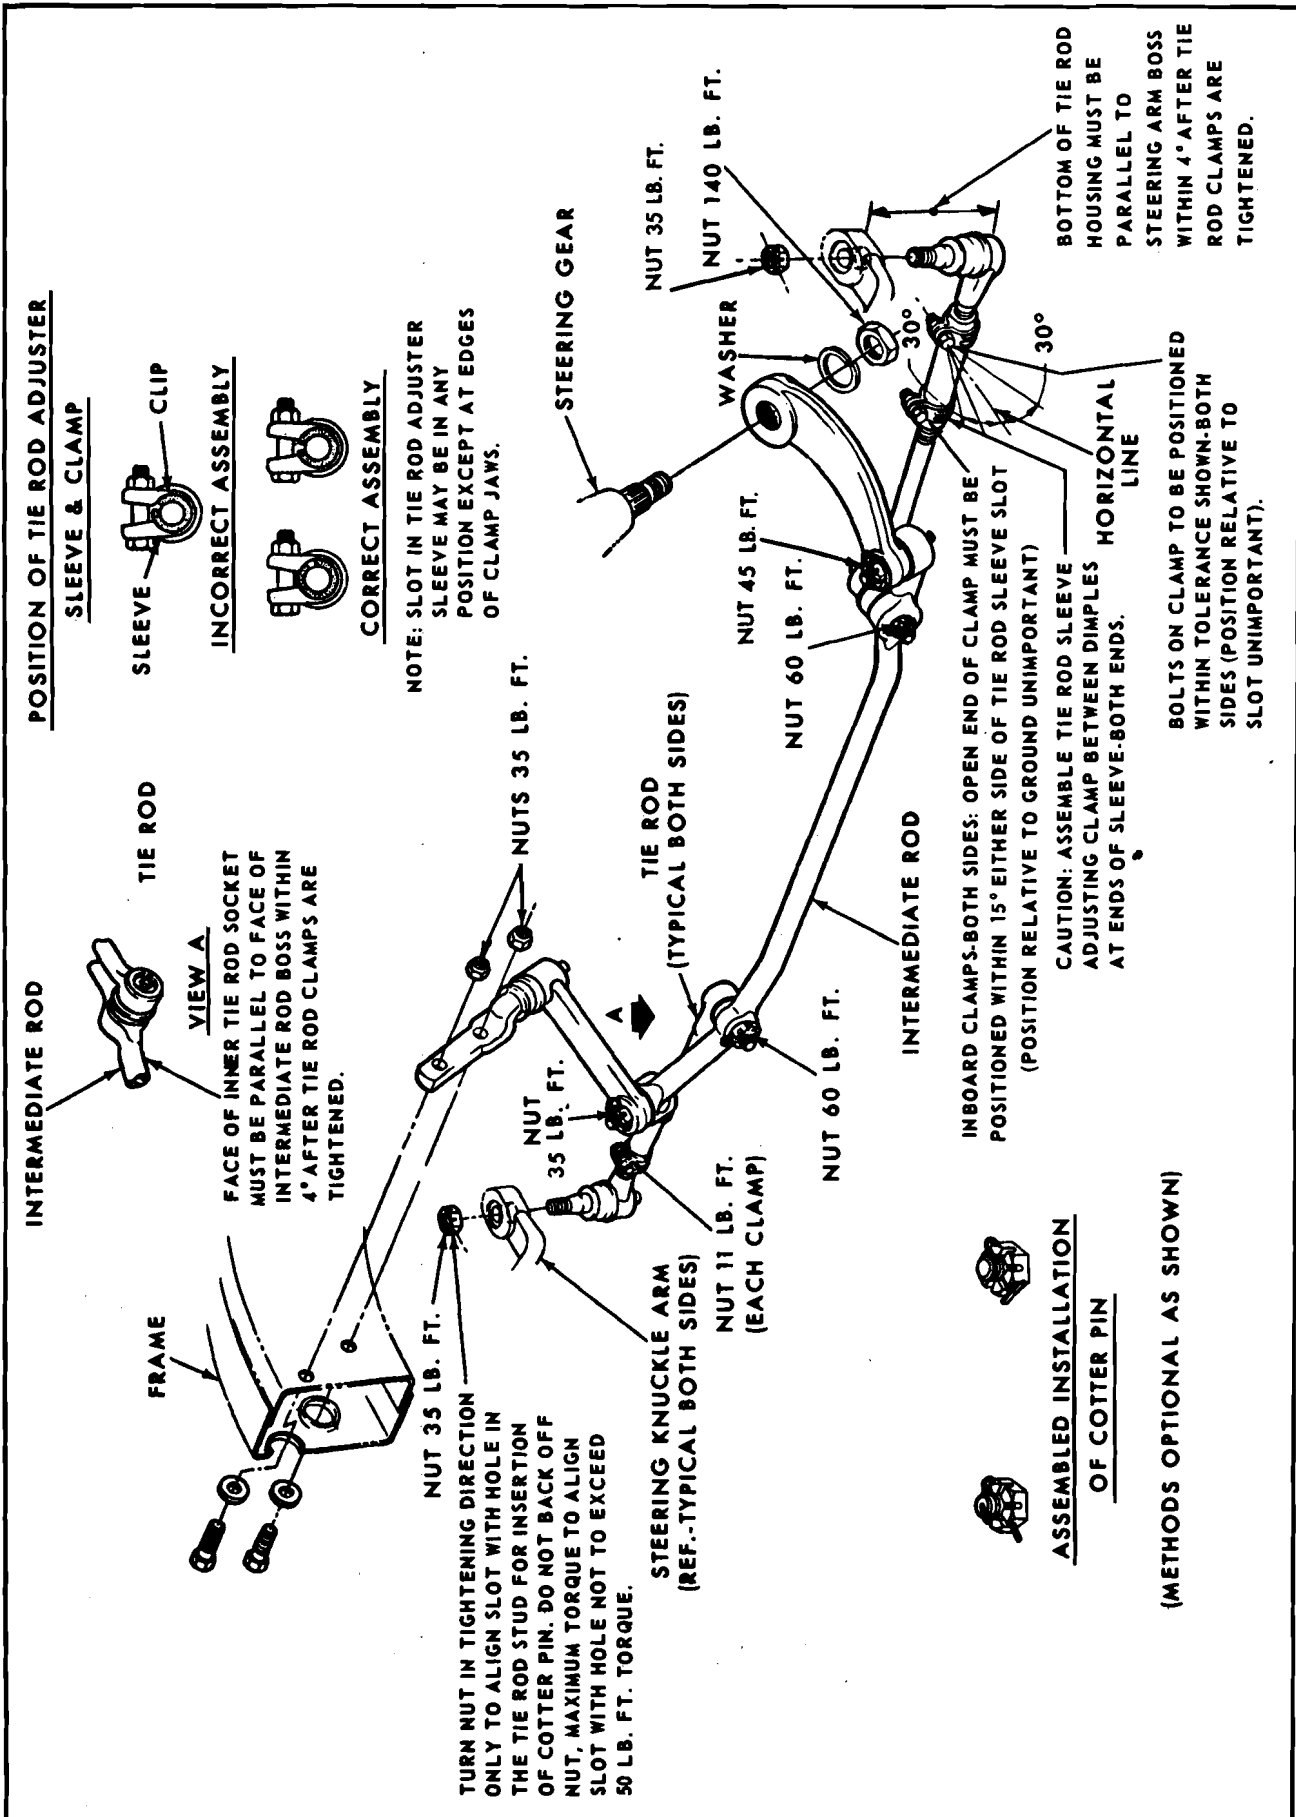 FRAME
INTERMEDIATE ROD
TIE ROD
FACE OF INNER TIE ROD SOCKET
MUST BE PARALLEL TO FACE OF
INTERMEDIATE ROD BOSS WITHIN
4° AFTER TIE ROD CLAMPS ARE
TIGHTENED.
VIEW A
POSITION OF TIE ROD ADJUSTER
SLEEVE & CLAMP
SLEEVE
CLIP
INCORRECT ASSEMBLY
CORRECT ASSEMBLY
NOTE: SLOT IN TIE ROD ADJUSTER
SLEEVE MAY BE IN ANY
POSITION EXCEPT AT EDGES
OF CLAMP JAWS.
NUT 35 LB. FT.
TURN NUT IN TIGHTENING DIRECTION
ONLY TO ALIGN SLOT WITH HOLE IN
THE TIE ROD STUD FOR INSERTION
OF COTTER PIN. DO NOT BACK OFF
NUT, MAXIMUM TORQUE TO ALIGN
SLOT WITH HOLE NOT TO EXCEED
50 LB. FT. TORQUE.
NUTS 35 LB. FT.
NUT
35 LB. FT.
A
STEERING KNUCKLE ARM
(REF.-TYPICAL BOTH SIDES)
NUT 11 LB. FT.
(EACH CLAMP)
TIE ROD
(TYPICAL BOTH SIDES)
NUT 60 LB. FT.
INTERMEDIATE ROD
STEERING GEAR
NUT 35 LB. FT.
NUT 140 LB. FT.
WASHER
NUT 45 LB. FT.
NUT 60 LB. FT.
30°
30°
HORIZONTAL
LINE
INBOARD CLAMPS-BOTH SIDES: OPEN END OF CLAMP MUST BE
POSITIONED WITHIN 15° EITHER SIDE OF TIE ROD SLEEVE SLOT
(POSITION RELATIVE TO GROUND UNIMPORTANT)
CAUTION: ASSEMBLE TIE ROD SLEEVE
ADJUSTING CLAMP BETWEEN DIMPLES
AT ENDS OF SLEEVE-BOTH ENDS.
BOTTOM OF TIE ROD
HOUSING MUST BE
PARALLEL TO
STEERING ARM BOSS
WITHIN 4° AFTER TIE
ROD CLAMPS ARE
TIGHTENED.
BOLTS ON CLAMP TO BE POSITIONED
WITHIN TOLERANCE SHOWN-BOTH
SIDES (POSITION RELATIVE TO
SLOT UNIMPORTANT).
ASSEMBLED INSTALLATION
OF COTTER PIN
(METHODS OPTIONAL AS SHOWN)